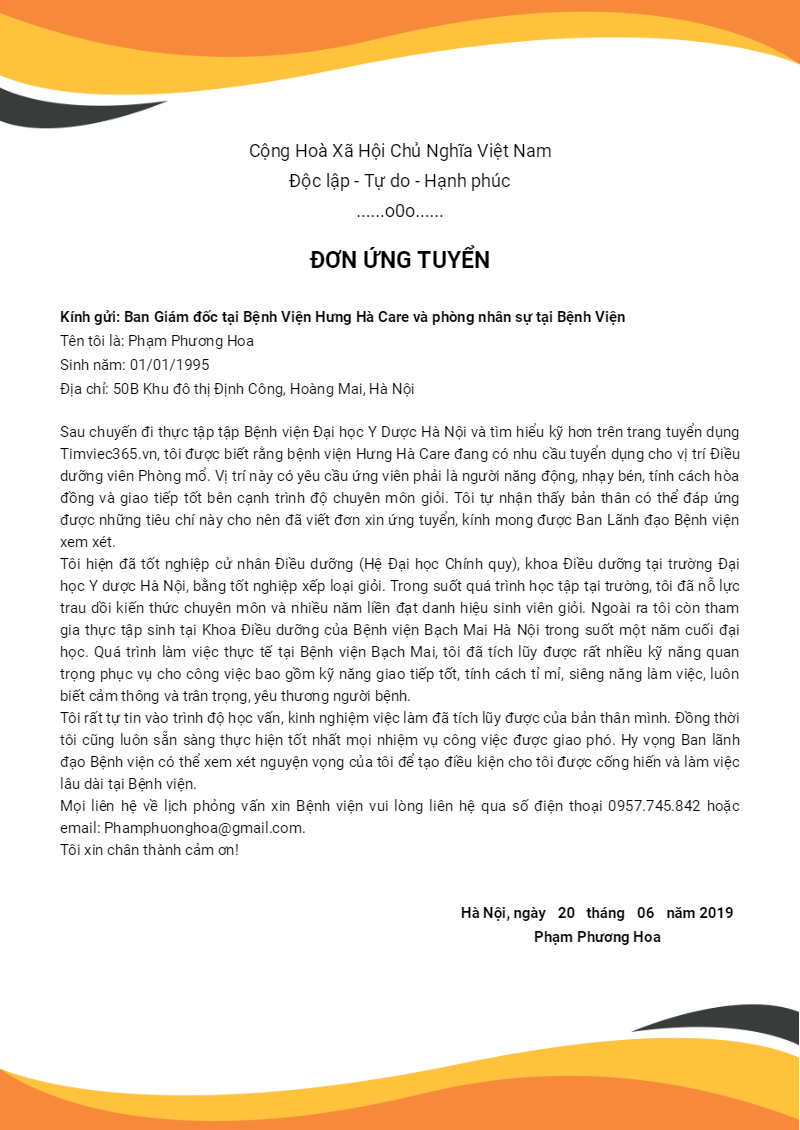 Cộng Hoà Xã Hội Chủ Nghĩa Việt Nam
Độc lập - Tự do - Hạnh phúc
......o0o......
ĐƠN ỨNG TUYỂN
Kính gửi: Ban Giám đốc tại Bệnh Viện Hưng Hà Care và phòng nhân sự tại Bệnh Viện
Tên tôi là: Phạm Phương Hoa
Sinh năm: 01/01/1995
Địa chỉ: 50B Khu đô thị Định Công, Hoàng Mai, Hà Nội
Sau chuyến đi thực tập tập Bệnh viện Đại học Y Dược Hà Nội và tìm hiểu kỹ hơn trên trang tuyển dụng
Timviec365.vn, tôi được biết rằng bệnh viện Hưng Hà Care đang có nhu cầu tuyển dụng cho vị trí Điều
dưỡng viên Phòng mổ. Vị trí này có yêu cầu ứng viên phải là người năng động, nhạy bén, tính cách hòa
đồng và giao tiếp tốt bên cạnh trình độ chuyên môn giỏi. Tôi tự nhận thấy bản thân có thể đáp ứng
được những tiêu chí này cho nên đã viết đơn xin ứng tuyển, kính mong được Ban Lãnh đạo Bệnh viện
xem xét.
Tôi hiện đã tốt nghiệp cử nhân Điều dưỡng (Hệ Đại học Chính quy), khoa Điều dưỡng tại trường Đại
học Y dược Hà Nội, bằng tốt nghiệp xếp loại giỏi. Trong suốt quá trình học tập tại trường, tôi đã nỗ lực
trau dồi kiến thức chuyên môn và nhiều năm liền đạt danh hiệu sinh viên giỏi. Ngoài ra tôi còn tham
gia thực tập sinh tại Khoa Điều dưỡng của Bệnh viện Bạch Mai Hà Nội trong suốt một năm cuối đại
học. Quá trình làm việc thực tế tại Bệnh viện Bạch Mai, tôi đã tích lũy được rất nhiều kỹ năng quan
trọng phục vụ cho công việc bao gồm kỹ năng giao tiếp tốt, tính cách tỉ mỉ, siêng năng làm việc, luôn
biết cảm thông và trân trọng, yêu thương người bệnh.
Tôi rất tự tin vào trình độ học vấn, kinh nghiệm việc làm đã tích lũy được của bản thân mình. Đồng thời
tôi cũng luôn sẵn sàng thực hiện tốt nhất mọi nhiệm vụ công việc được giao phó. Hy vọng Ban lãnh
đạo Bệnh viện có thể xem xét nguyện vọng của tôi để tạo điều kiện cho tôi được cống hiến và làm việc
lâu dài tại Bệnh viện.
Mọi liên hệ về lịch phỏng vấn xin Bệnh viện vui lòng liên hệ qua số điện thoại 0957.745.842 hoặc
email: Phamphuonghoa@gmail.com.
Tôi xin chân thành cảm ơn!
Hà Nội, ngày 20 tháng 06 năm 2019
Phạm Phương Hoa